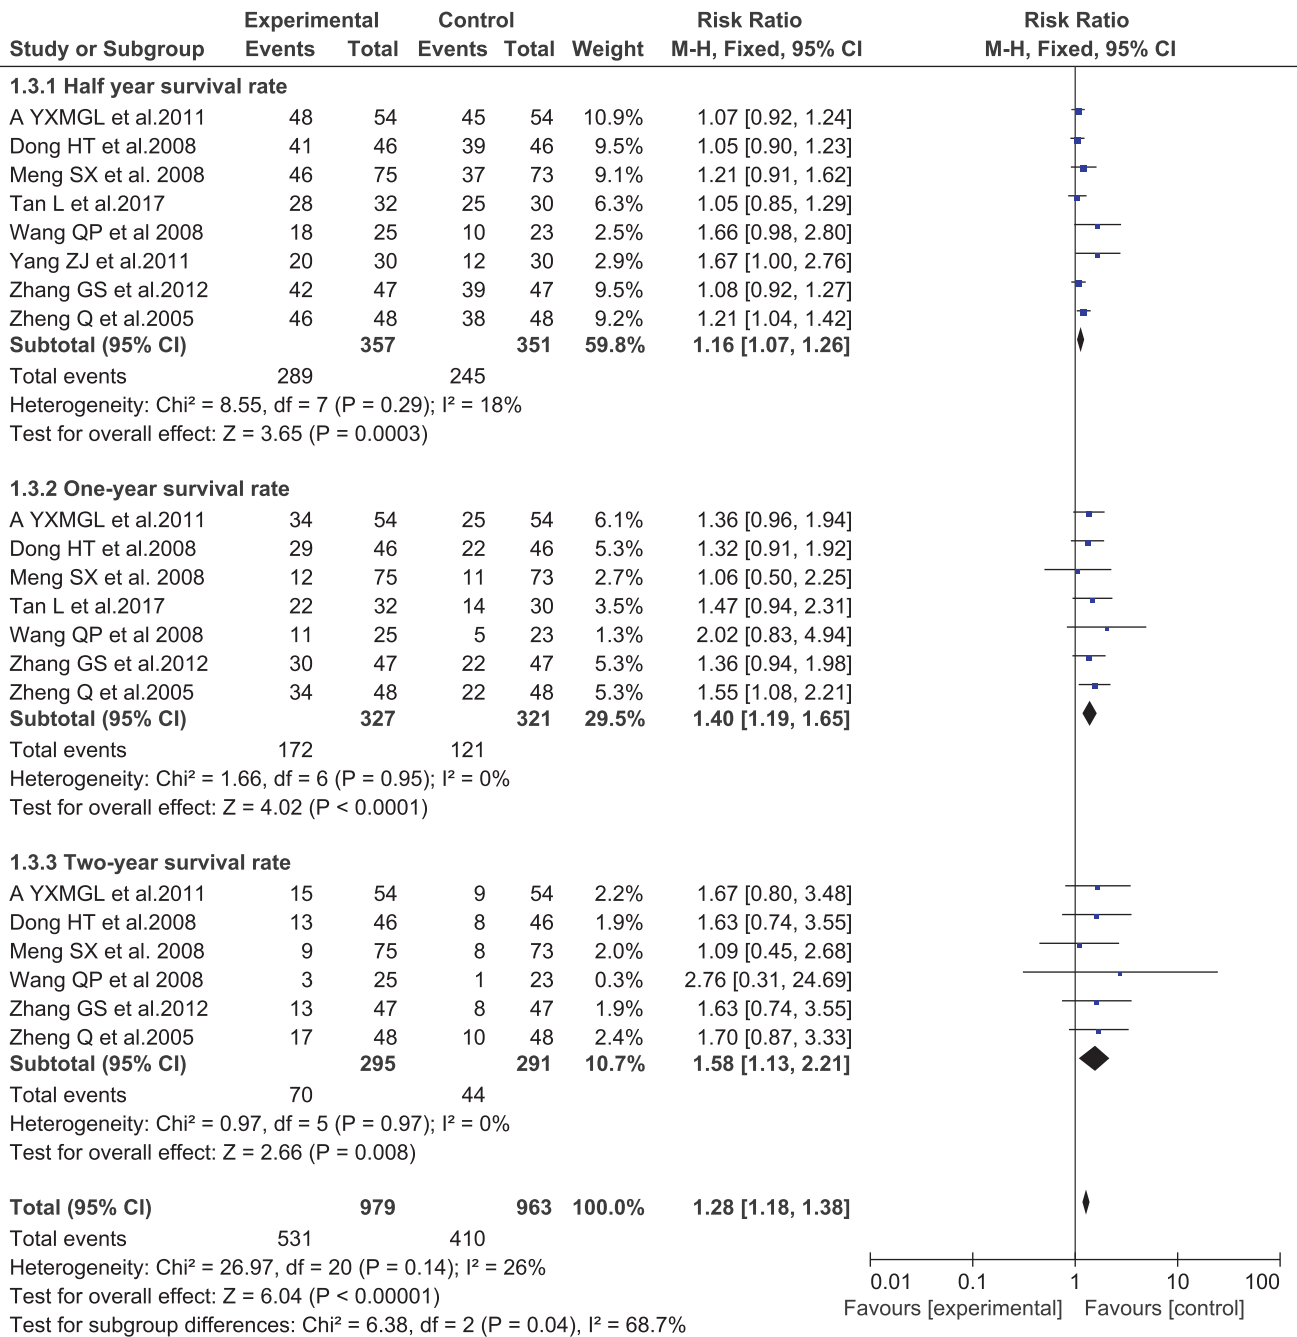 Experimental Control Risk Ratio Risk Ratio
Study or Subgroup Events Total Events Total Weight M-H, Fixed, 95% CI M-H, Fixed, 95% CI
1.3.1 Half year survival rate
A YXMGL et al.2011 48 54 45 54 10.9% 1.07 [0.92, 1.24]
Dong HT et al.2008 41 46 39 46 9.5% 1.05 [0.90, 1.23]
Meng SX et al. 2008 46 75 37 73 9.1% 1.21 [0.91, 1.62]
Tan L et al.2017 28 32 25 30 6.3% 1.05 [0.85, 1.29]
Wang QP et al 2008 18 25 10 23 2.5% 1.66 [0.98, 2.80]
Yang ZJ et al.2011 20 30 12 30 2.9% 1.67 [1.00, 2.76]
Zhang GS et al.2012 42 47 39 47 9.5% 1.08 [0.92, 1.27]
Zheng Q et al.2005 46 48 38 48 9.2% 1.21 [1.04, 1.42]
Subtotal (95% CI) 357 351 59.8% 1.16 [1.07, 1.26]
Total events 289 245
Heterogeneity: Chi² = 8.55, df = 7 (P = 0.29); I² = 18%
Test for overall effect: Z = 3.65 (P = 0.0003)
1.3.2 One-year survival rate
A YXMGL et al.2011 34 54 25 54 6.1% 1.36 [0.96, 1.94]
Dong HT et al.2008 29 46 22 46 5.3% 1.32 [0.91, 1.92]
Meng SX et al. 2008 12 75 11 73 2.7% 1.06 [0.50, 2.25]
Tan L et al.2017 22 32 14 30 3.5% 1.47 [0.94, 2.31]
Wang QP et al 2008 11 25 5 23 1.3% 2.02 [0.83, 4.94]
Zhang GS et al.2012 30 47 22 47 5.3% 1.36 [0.94, 1.98]
Zheng Q et al.2005 34 48 22 48 5.3% 1.55 [1.08, 2.21]
Subtotal (95% CI) 327 321 29.5% 1.40 [1.19, 1.65]
Total events 172 121
Heterogeneity: Chi² = 1.66, df = 6 (P = 0.95); I² = 0%
Test for overall effect: Z = 4.02 (P < 0.0001)
1.3.3 Two-year survival rate
A YXMGL et al.2011 15 54 9 54 2.2% 1.67 [0.80, 3.48]
Dong HT et al.2008 13 46 8 46 1.9% 1.63 [0.74, 3.55]
Meng SX et al. 2008 9 75 8 73 2.0% 1.09 [0.45, 2.68]
Wang QP et al 2008 3 25 1 23 0.3% 2.76 [0.31, 24.69]
Zhang GS et al.2012 13 47 8 47 1.9% 1.63 [0.74, 3.55]
Zheng Q et al.2005 17 48 10 48 2.4% 1.70 [0.87, 3.33]
Subtotal (95% CI) 295 291 10.7% 1.58 [1.13, 2.21]
Total events 70 44
Heterogeneity: Chi² = 0.97, df = 5 (P = 0.97); I² = 0%
Test for overall effect: Z = 2.66 (P = 0.008)
Total (95% CI) 979 963 100.0% 1.28 [1.18, 1.38]
Total events 531 410
Heterogeneity: Chi² = 26.97, df = 20 (P = 0.14); I² = 26%
Test for overall effect: Z = 6.04 (P < 0.00001)
Test for subgroup differences: Chi² = 6.38, df = 2 (P = 0.04), I² = 68.7%
0.01 0.1 1 10 100
Favours [experimental] Favours [control]